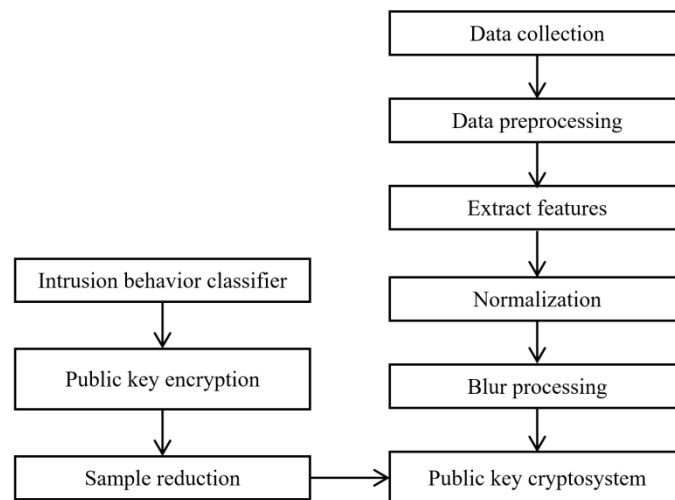 Data collection
Data preprocessing
Extract features
Intrusion behavior classifier
Normalization
Public key encryption
Blur processing
Sample reduction
Public key cryptosystem